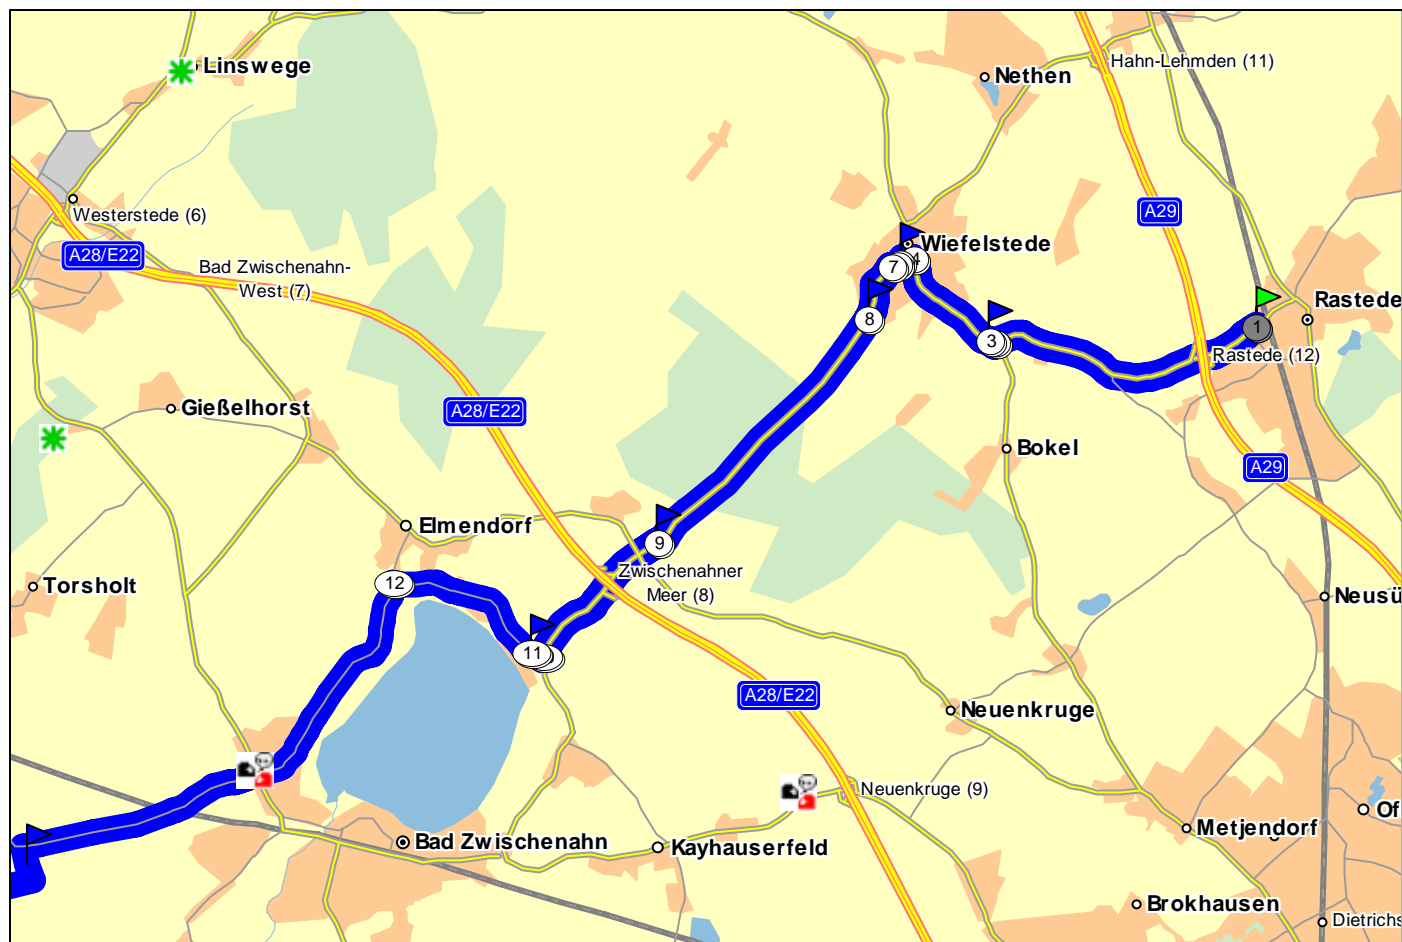 Linswege
Hahn-Lehmden (11)
Nethen
Westerstede (6)
A29
A28/E22
Wiefelstede
Bad Zwischenahn-
West (7)
7
4
Rastede
8
1
3
Rastede (12)
Gießelhorst
A28/E22
Bokel
A29
Elmendorf
9
Zwischenahner
Meer (8)
12
Torsholt
Neusü
11
A28/E22
Neuenkruge
Neuenkruge (9)
Of
Metjendorf
Bad Zwischenahn
Kayhauserfeld
Brokhausen
Dietrichs